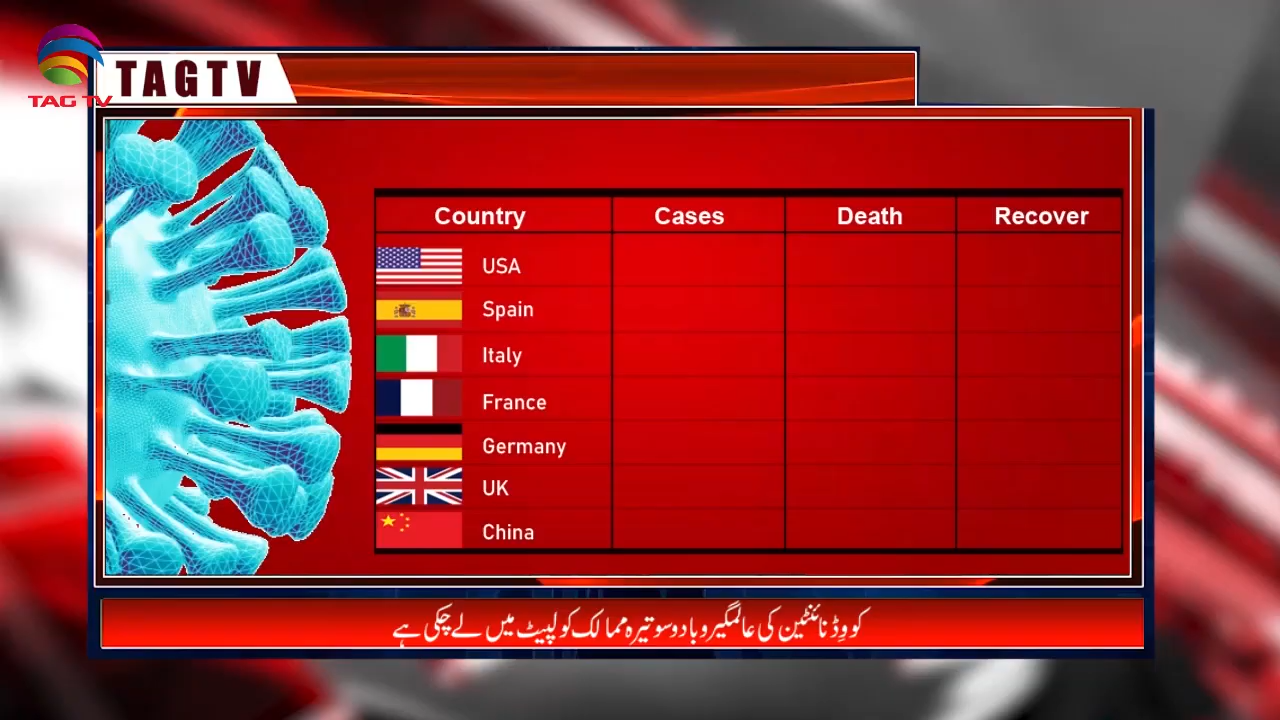 TAGTV
TAG TV
Country Cases Death Recover
USA
Spain
Italy
France
Germany
UK
China
کووِڈ نائنٹین کی عالمگیر وبا دو سو تیرہ ممالک کو لپیٹ میں لے چکی ہے